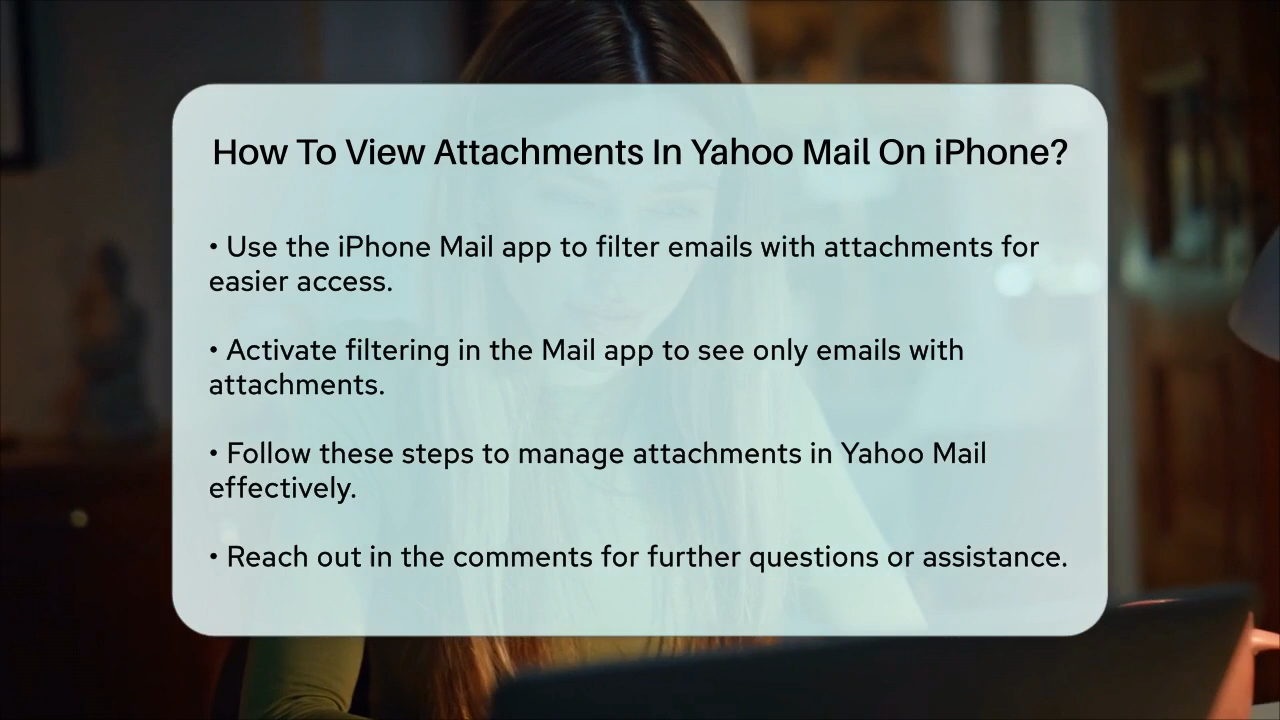 How To View Attachments In Yahoo Mail On iPhone?
• Use the iPhone Mail app to filter emails with attachments for
easier access.
• Activate filtering in the Mail app to see only emails with
attachments.
• Follow these steps to manage attachments in Yahoo Mail
effectively.
• Reach out in the comments for further questions or assistance.